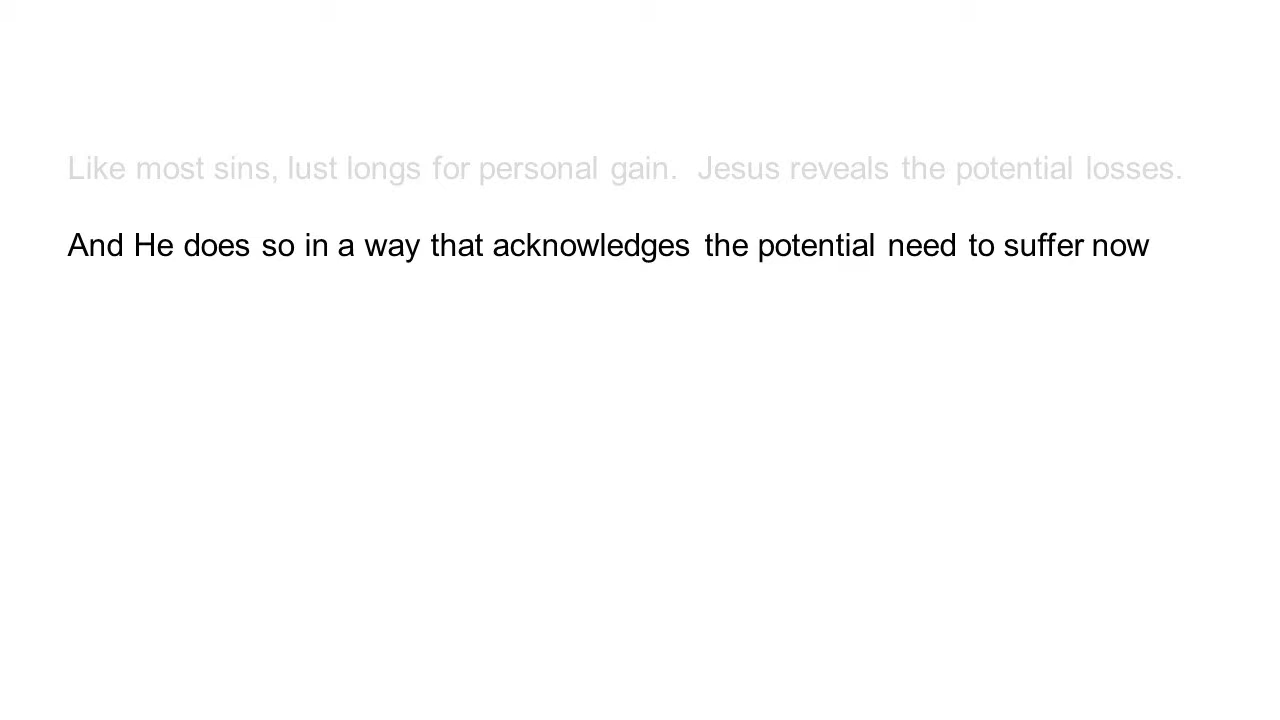 Like most sins, lust longs for personal gain.  Jesus reveals the potential losses.
And He does so in a way that acknowledges the potential need to suffer now